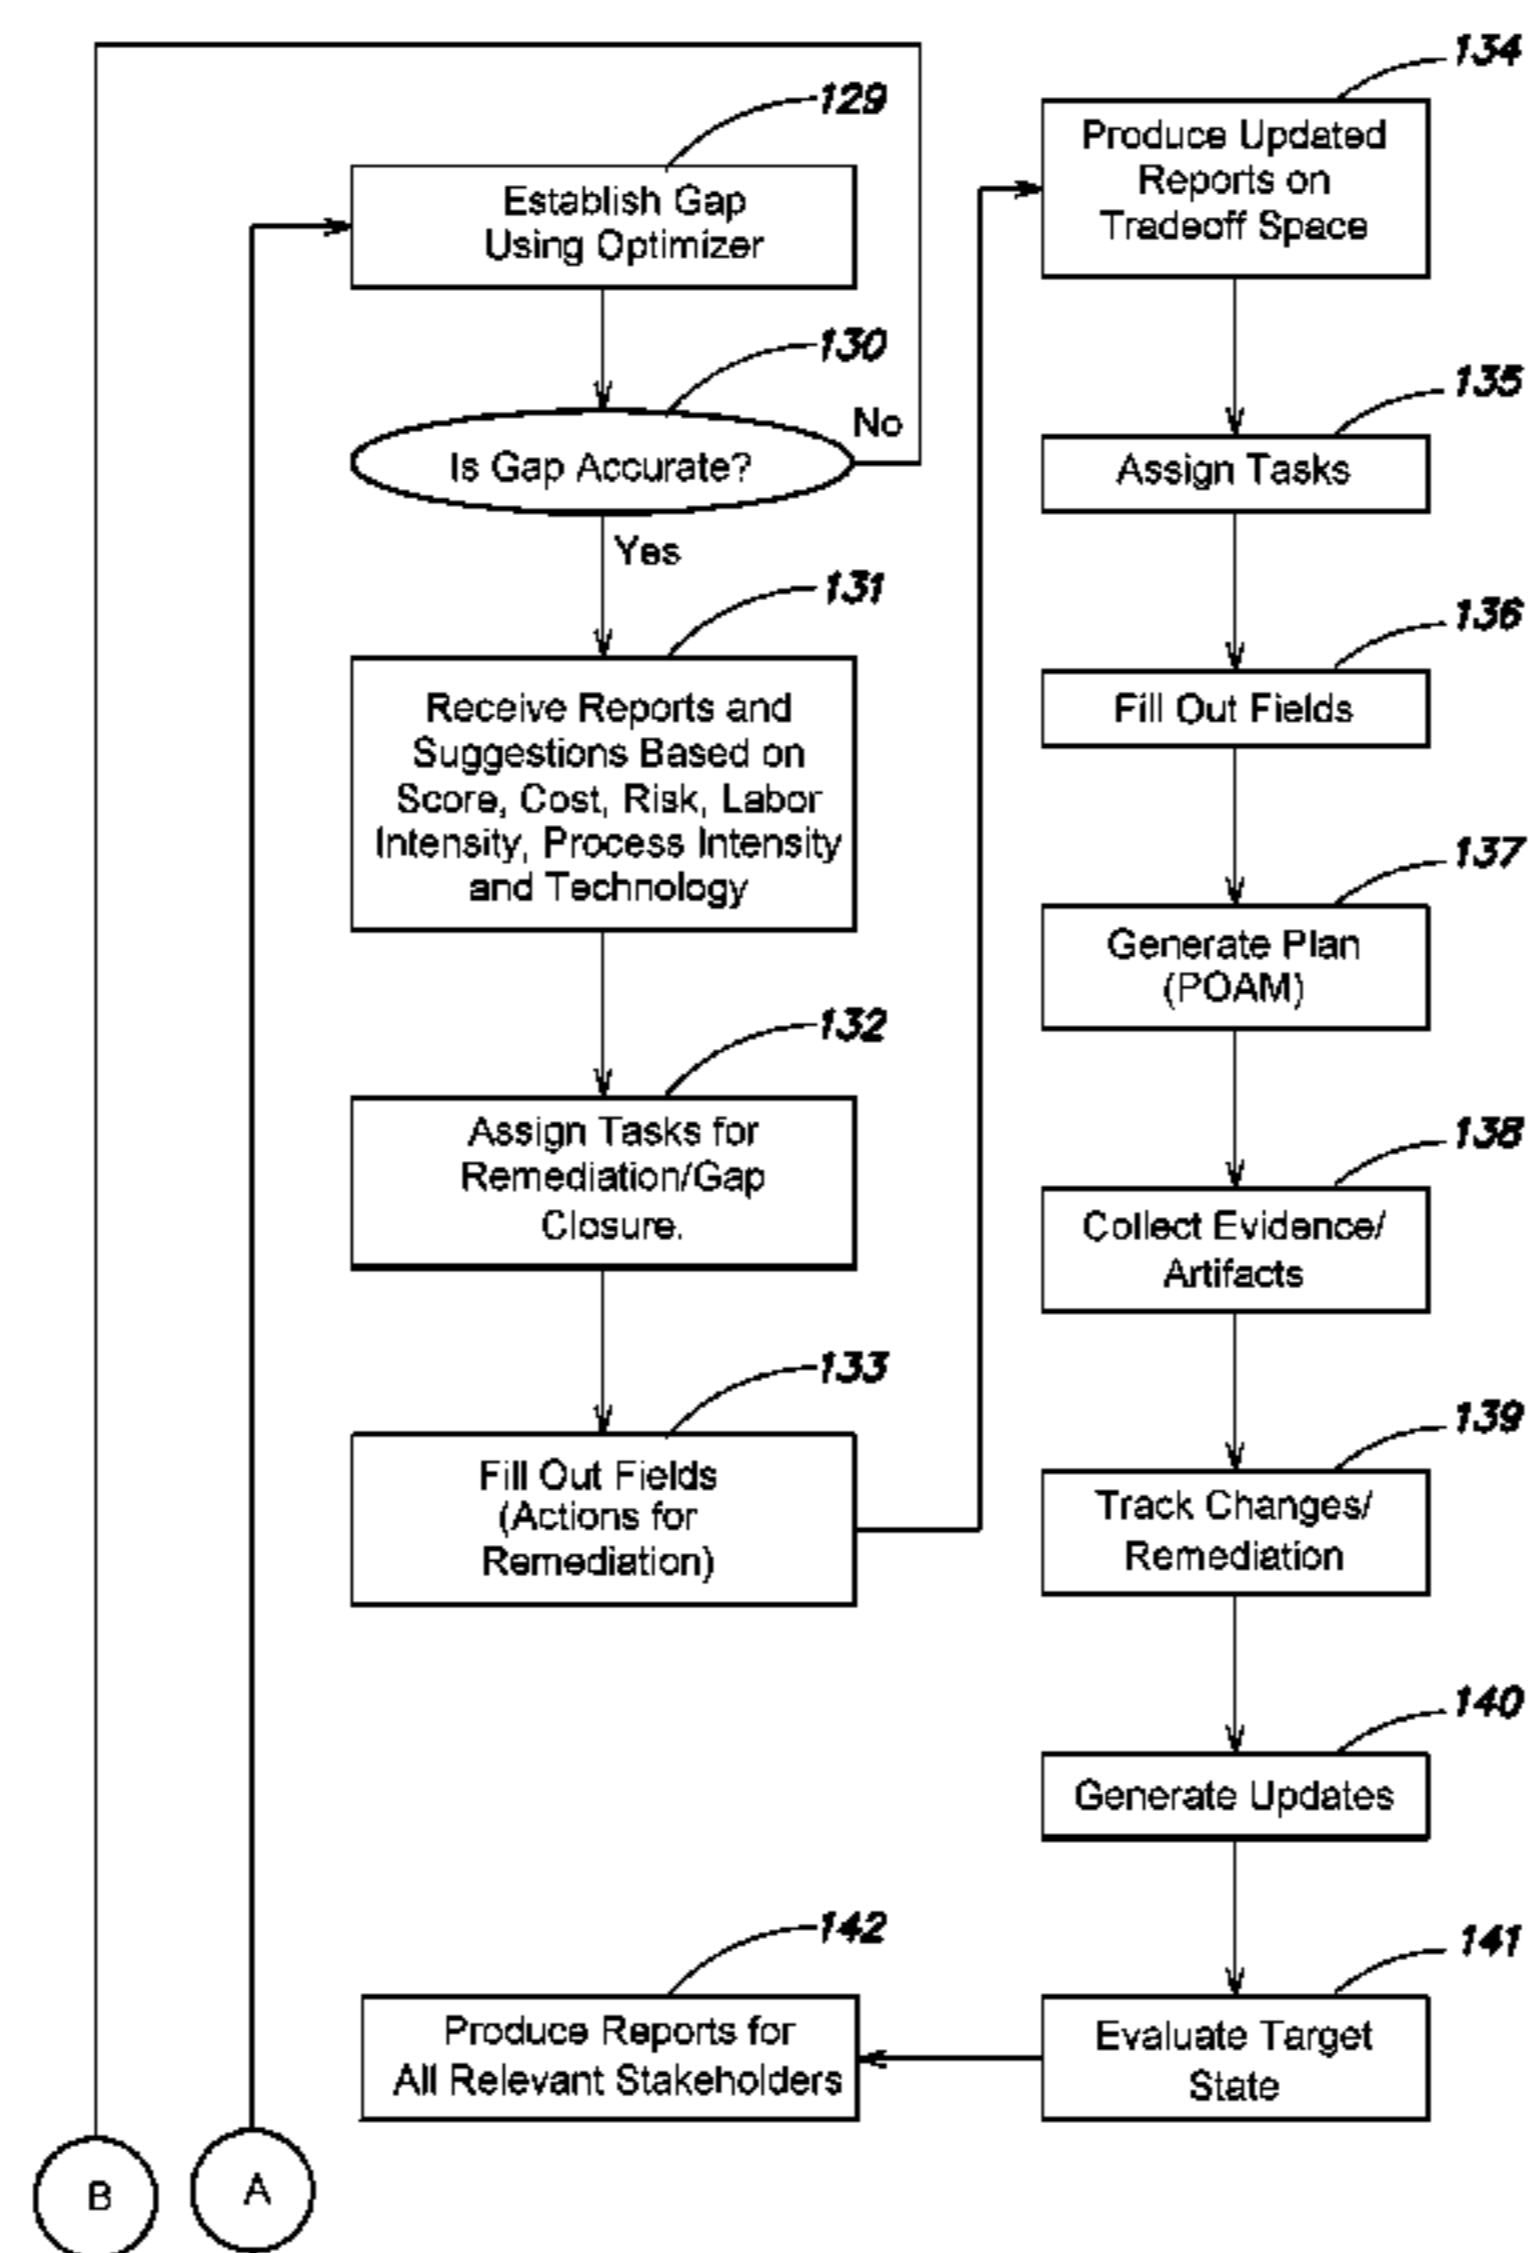 129
Establish Gap
Using Optimizer
130
Is Gap Accurate?
No
Yes
131
Receive Reports and
Suggestions Based on
Score, Cost, Risk, Labor
Intensity, Process Intensity
and Technology
132
Assign Tasks for
Remediation/Gap
Closure.
133
Fill Out Fields
(Actions for
Remediation)
134
Produce Updated
Reports on
Tradeoff Space
135
Assign Tasks
136
Fill Out Fields
137
Generate Plan
(POAM)
138
Collect Evidence/
Artifacts
139
Track Changes/
Remediation
140
Generate Updates
141
Evaluate Target
State
142
Produce Reports for
All Relevant Stakeholders
B
A